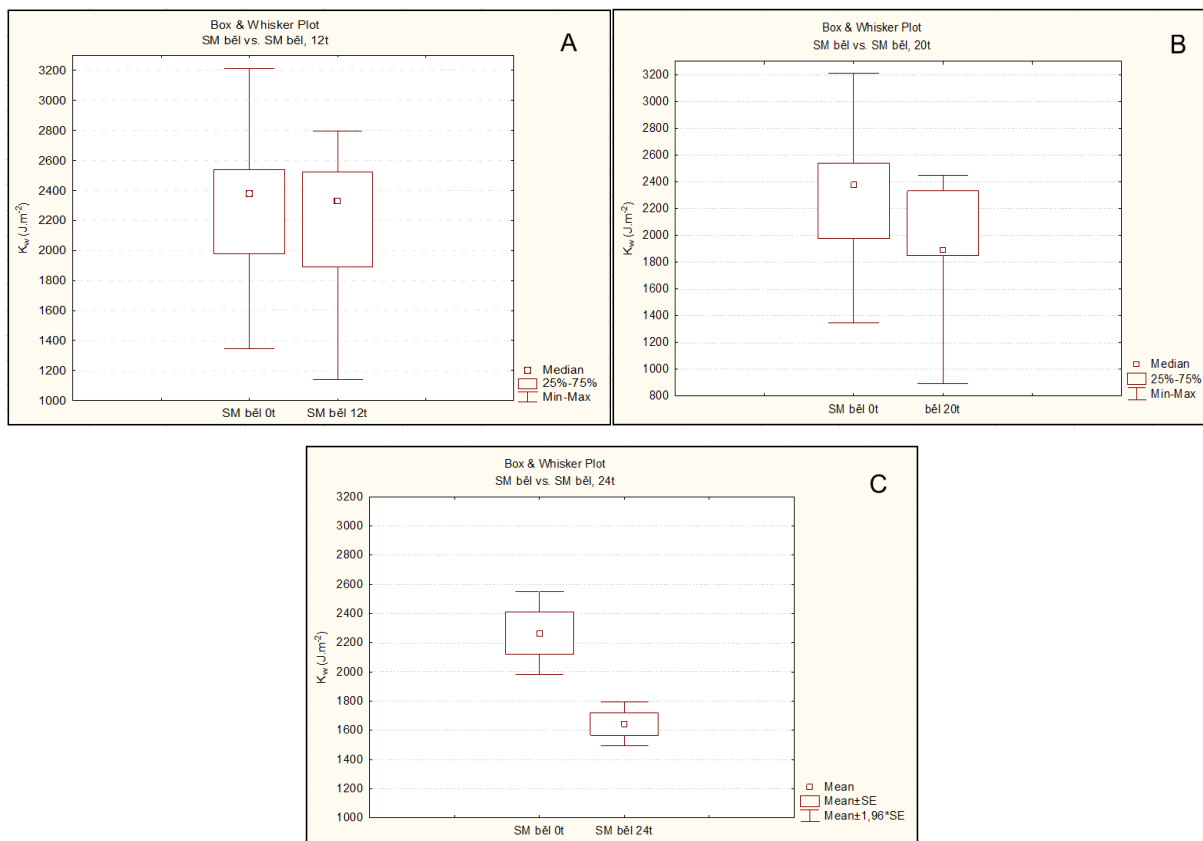 Box & Whisker Plot
SM běl vs. SM běl, 12t
A
3200
3000
2800
2600
2400
2200
2000
1800
1600
1400
1200
1000
Kw (J.m-2)
SM běl 0t SM běl 12t
Median
25%-75%
Min-Max
Box & Whisker Plot
SM běl vs. SM běl, 20t
B
3200
3000
2800
2600
2400
2200
2000
1800
1600
1400
1200
1000
800
Kw (J.m-2)
SM běl 0t běl 20t
Median
25%-75%
Min-Max
Box & Whisker Plot
SM běl vs. SM běl, 24t
C
3200
3000
2800
2600
2400
2200
2000
1800
1600
1400
1200
1000
Kw (J.m-2)
SM běl 0t SM běl 24t
Mean
Mean±SE
Mean±1,96*SE